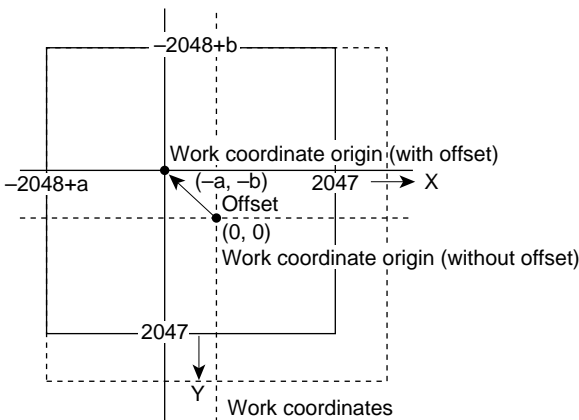 –2048+b
Work coordinate origin (with offset)
–2048+a
(–a, –b)
2047
X
Offset
(0, 0)
Work coordinate origin (without offset)
2047
Y
Work coordinates